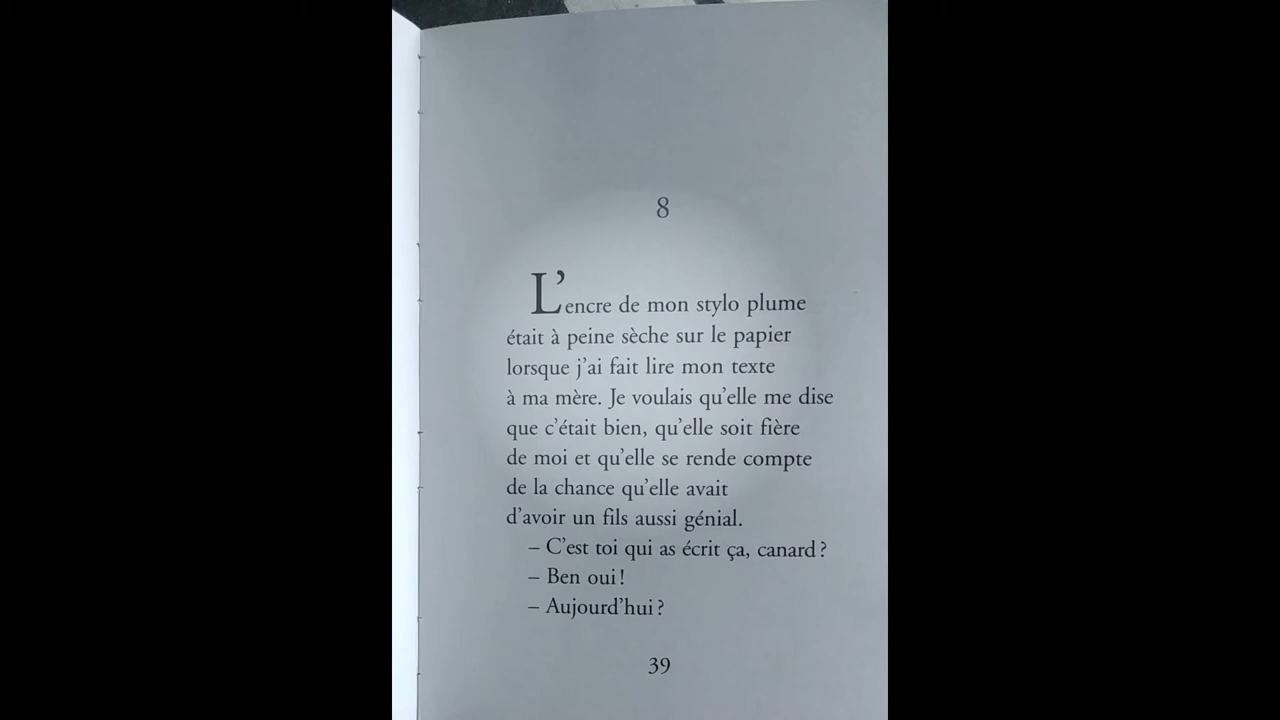 8
L'encre de mon stylo plume
était à peine sèche sur le papier
lorsque j'ai fait lire mon texte
à ma mère. Je voulais qu'elle me dise
que c'était bien, qu'elle soit fière
de moi et qu'elle se rende compte
de la chance qu'elle avait
d'avoir un fils aussi génial.
– C'est toi qui as écrit ça, canard ?
– Ben oui !
– Aujourd'hui ?
39